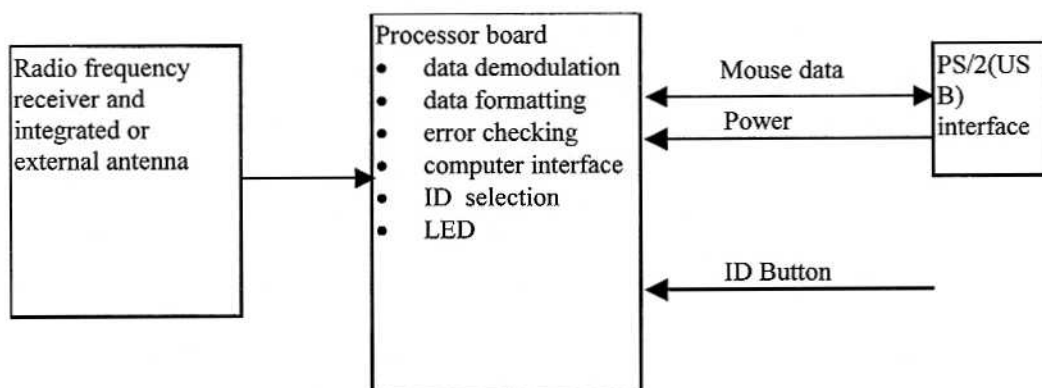 Radio frequency
receiver and
integrated or
external antenna
Processor board
• data demodulation
• data formatting
• error checking
• computer interface
• ID selection
• LED
Mouse data
Power
ID Button
PS/2(US
B)
interface